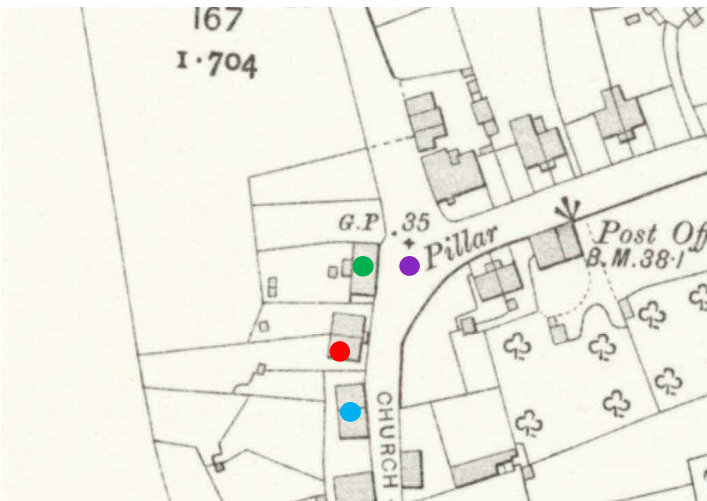 167
1·704
G.P
.35
Pillar
Post Off
B.M.38·1
CHURCH